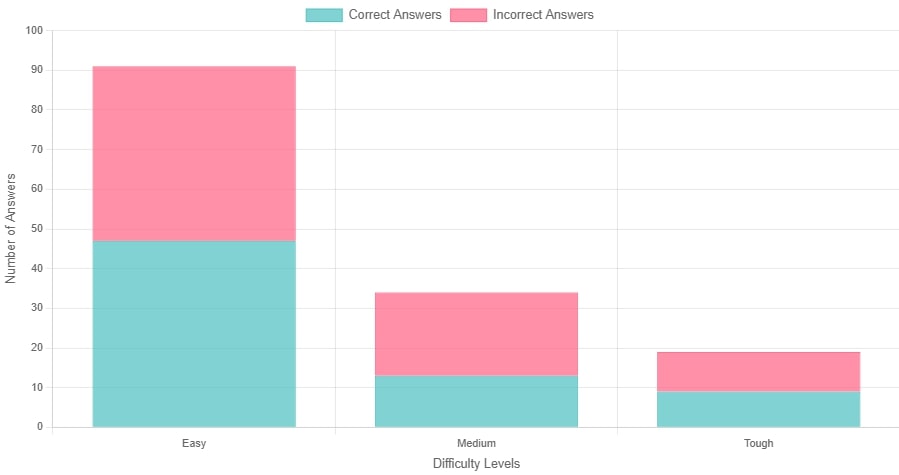 Correct Answers Incorrect Answers
100
90
80
70
60
50
40
30
20
10
0
Number of Answers
Easy Medium Tough
Difficulty Levels